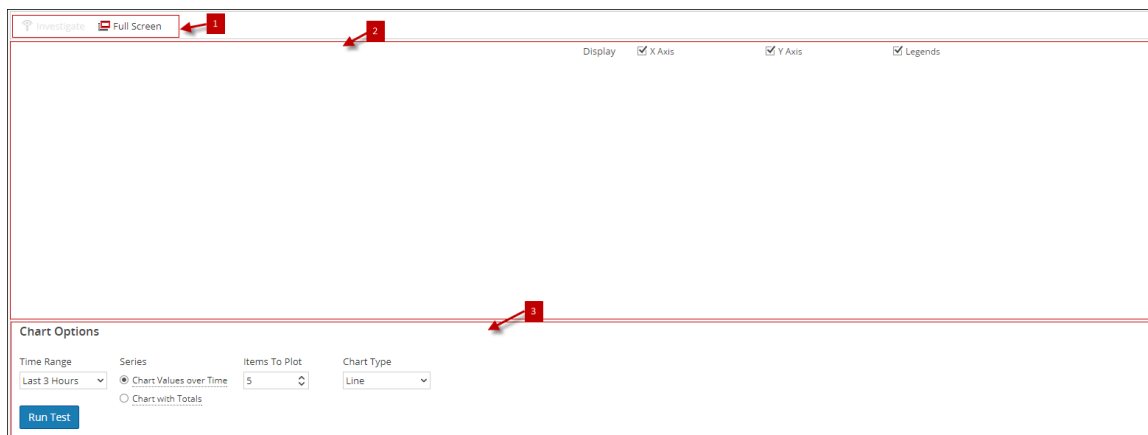 Investigate Full Screen 1
2
Display X Axis Y Axis Legends
3
Chart Options
Time Range Series Items To Plot Chart Type
Last 3 Hours Chart Values over Time 5 Line
Chart with Totals
Run Test